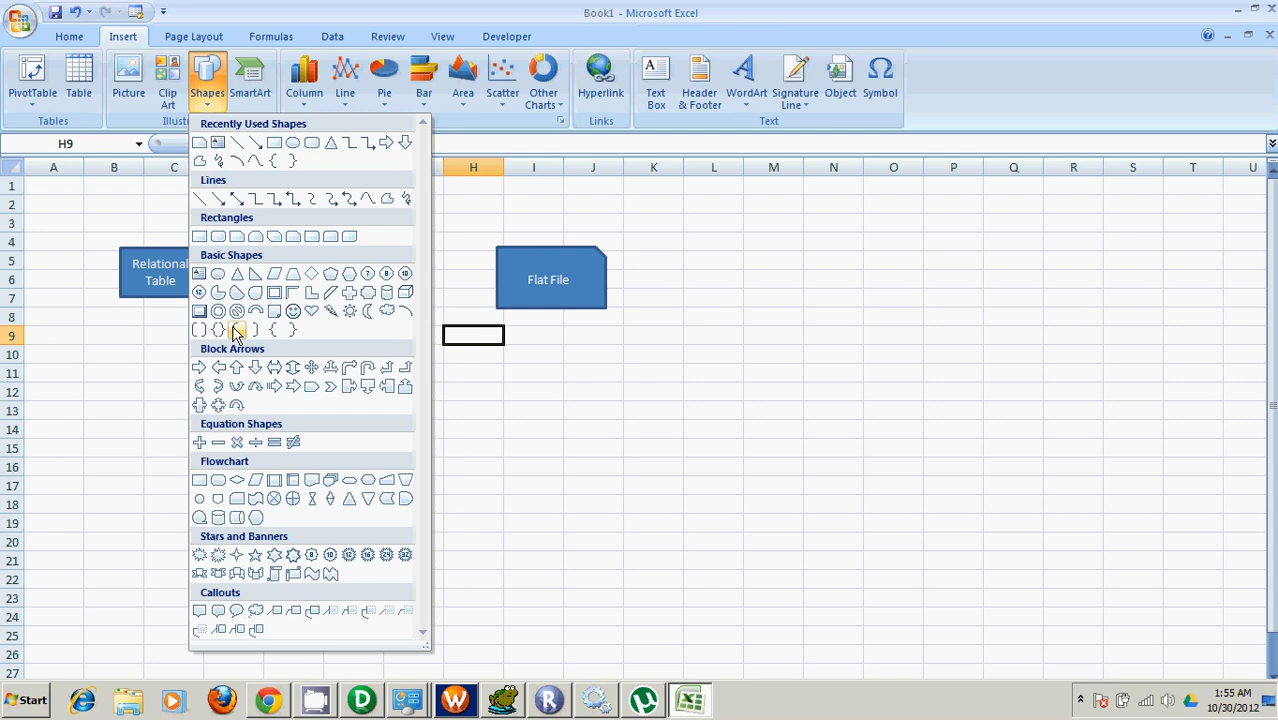 Book1 - Microsoft Excel
Home Insert Page Layout Formulas Data Review View Developer
PivotTable Table Picture Clip Art Shapes SmartArt Column Line Pie Bar Area Scatter Other Charts Hyperlink Text Box Header & Footer WordArt Signature Line Object Symbol
Tables Illu Links Text
H9
Recently Used Shapes
A B C H I J K L M N O P Q R S T U
Lines
Rectangles
Basic Shapes
Block Arrows
Equation Shapes
Flowchart
Stars and Banners
Callouts
1
2
3
4
5
6
7
8
9
10
11
12
13
14
15
16
17
18
19
20
21
22
23
24
25
26
27
Relational
Table
Flat File
Start
1:55 AM
10/30/2012